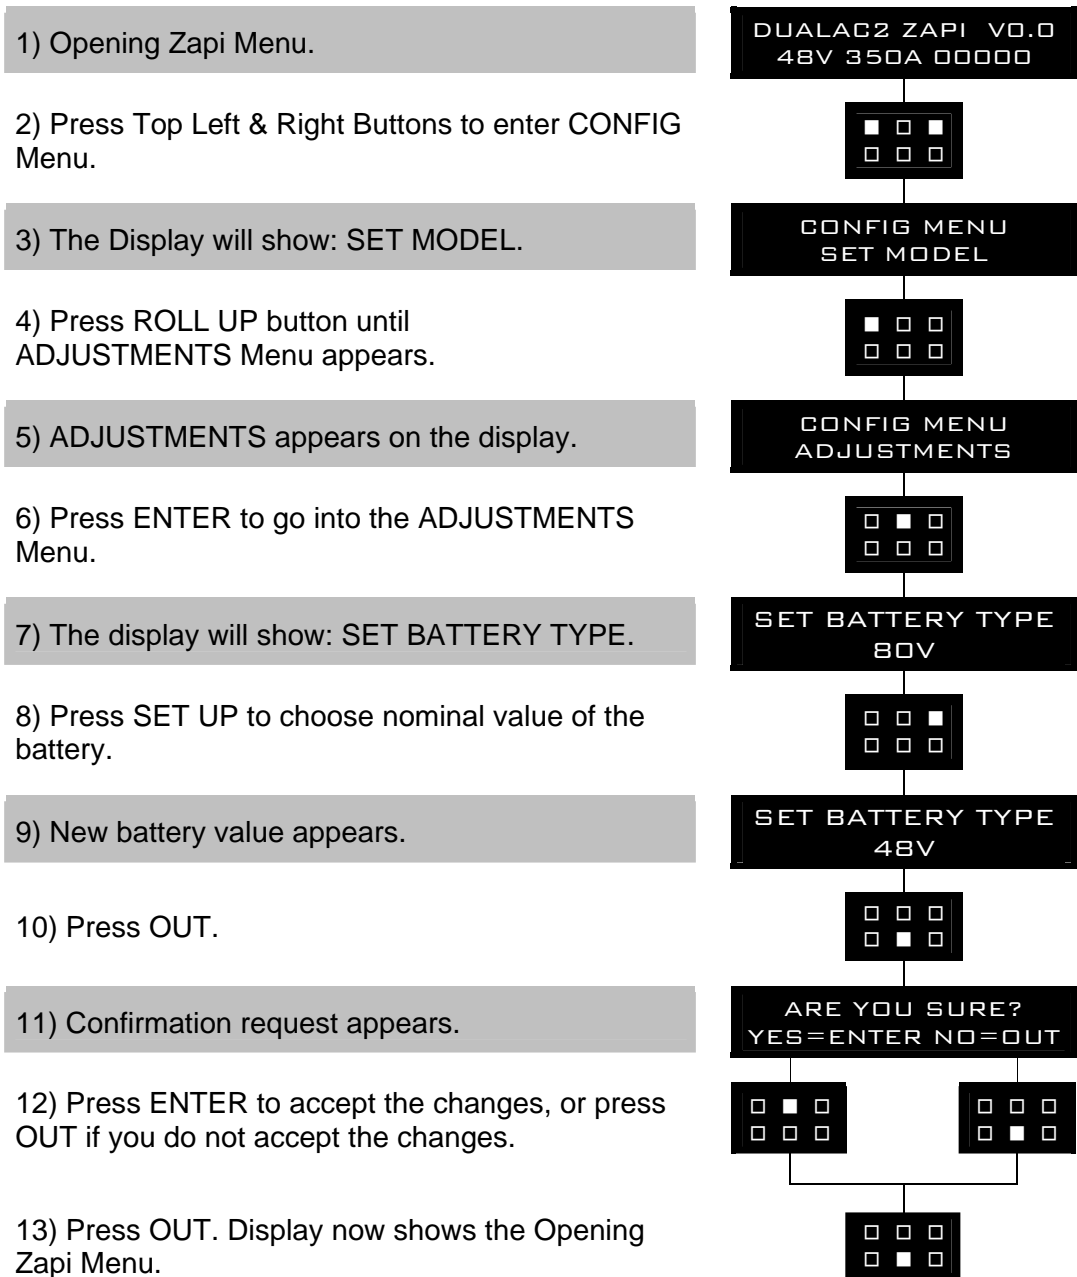 1) Opening Zapi Menu.
DUALAC2 ZAPI V0.0
48V 350A 00000
2) Press Top Left & Right Buttons to enter CONFIG
Menu.
3) The Display will show: SET MODEL.
CONFIG MENU
SET MODEL
4) Press ROLL UP button until
ADJUSTMENTS Menu appears.
5) ADJUSTMENTS appears on the display.
CONFIG MENU
ADJUSTMENTS
6) Press ENTER to go into the ADJUSTMENTS
Menu.
7) The display will show: SET BATTERY TYPE.
SET BATTERY TYPE
80V
8) Press SET UP to choose nominal value of the
battery.
9) New battery value appears.
SET BATTERY TYPE
48V
10) Press OUT.
11) Confirmation request appears.
ARE YOU SURE?
YES=ENTER NO=OUT
12) Press ENTER to accept the changes, or press
OUT if you do not accept the changes.
13) Press OUT. Display now shows the Opening
Zapi Menu.